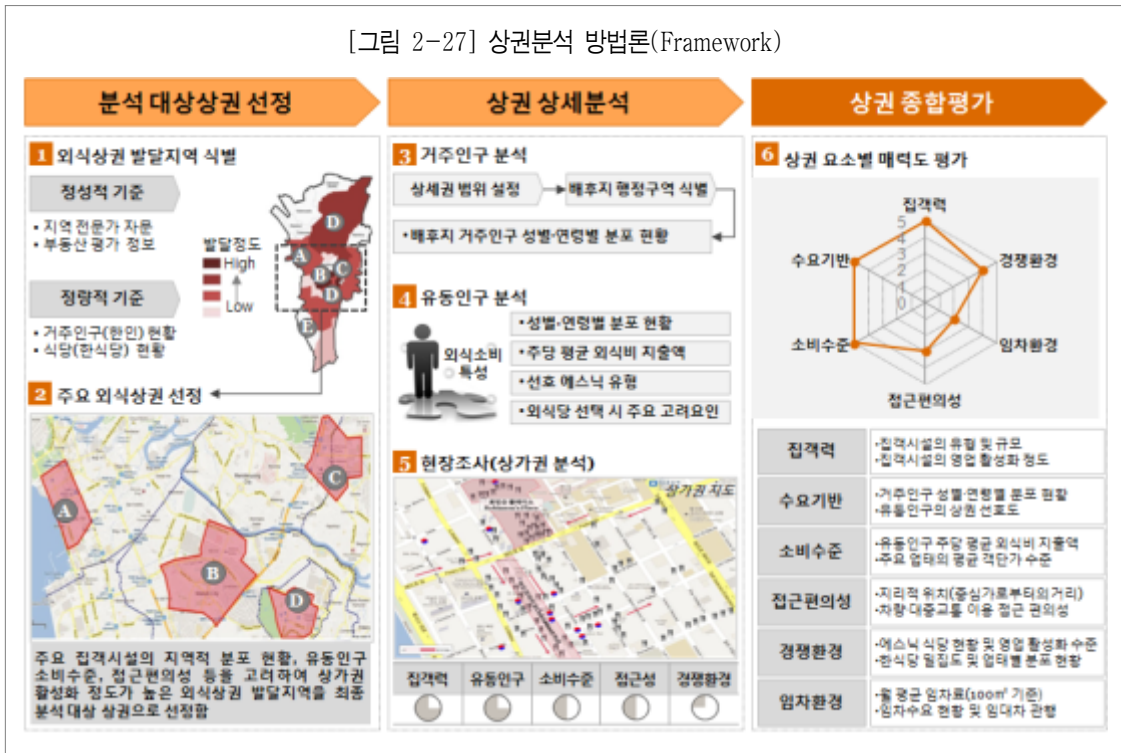 [그림 2-27] 상권분석 방법론(Framework)
분석 대상상권 선정
1 외식상권 발달지역 식별
정성적 기준
• 지역 전문가 자문
• 부동산 평가 정보
정량적 기준
• 거주인구(한인) 현황
• 식당(한식당) 현황
발달정도
High
Low
D
A
B
C
D
E
2 주요 외식상권 선정
A
B
C
D
주요 집객시설의 지역적 분포 현황, 유동인구
소비수준, 접근편의성 등을 고려하여 상가권
활성화 정도가 높은 외식상권 발달지역을 최종
분석대상 상권으로 선정함
상권 상세분석
3 거주인구 분석
상세권 범위 설정
배후지 행정구역 식별
•배후지 거주인구 성별·연령별 분포 현황
4 유동인구 분석
외식소비
특성
•성별·연령별 분포 현황
•주당 평균 외식비 지출액
•선호 에스닉 유형
•외식당 선택 시 주요 고려요인
5 현장조사(상가권 분석)
상가권 지도
집객력 유동인구 소비수준 접근성 경쟁환경
상권 종합평가
6 상권 요소별 매력도 평가
집객력
5
4
3
2
1
0
수요기반
경쟁환경
소비수준
임차환경
접근편의성
집객력
·집객시설의 유형 및 규모
·집객시설의 영업 활성화 정도
수요기반
·거주인구 성별·연령별 분포 현황
·유동인구의 상권 선호도
소비수준
·유동인구 주당 평균 외식비 지출액
·주요 업태의 평균 객단가 수준
접근편의성
·지리적 위치(중심가로부터의 거리)
·차량 대중교통 이용 접근 편의성
경쟁환경
·에스닉 식당 현황 및 영업 활성화 수준
·한식당 밀집도 및 업태별 분포 현황
임차환경
·월 평균 임차료(100㎡ 기준)
·임차수요 현황 및 임대차 관행